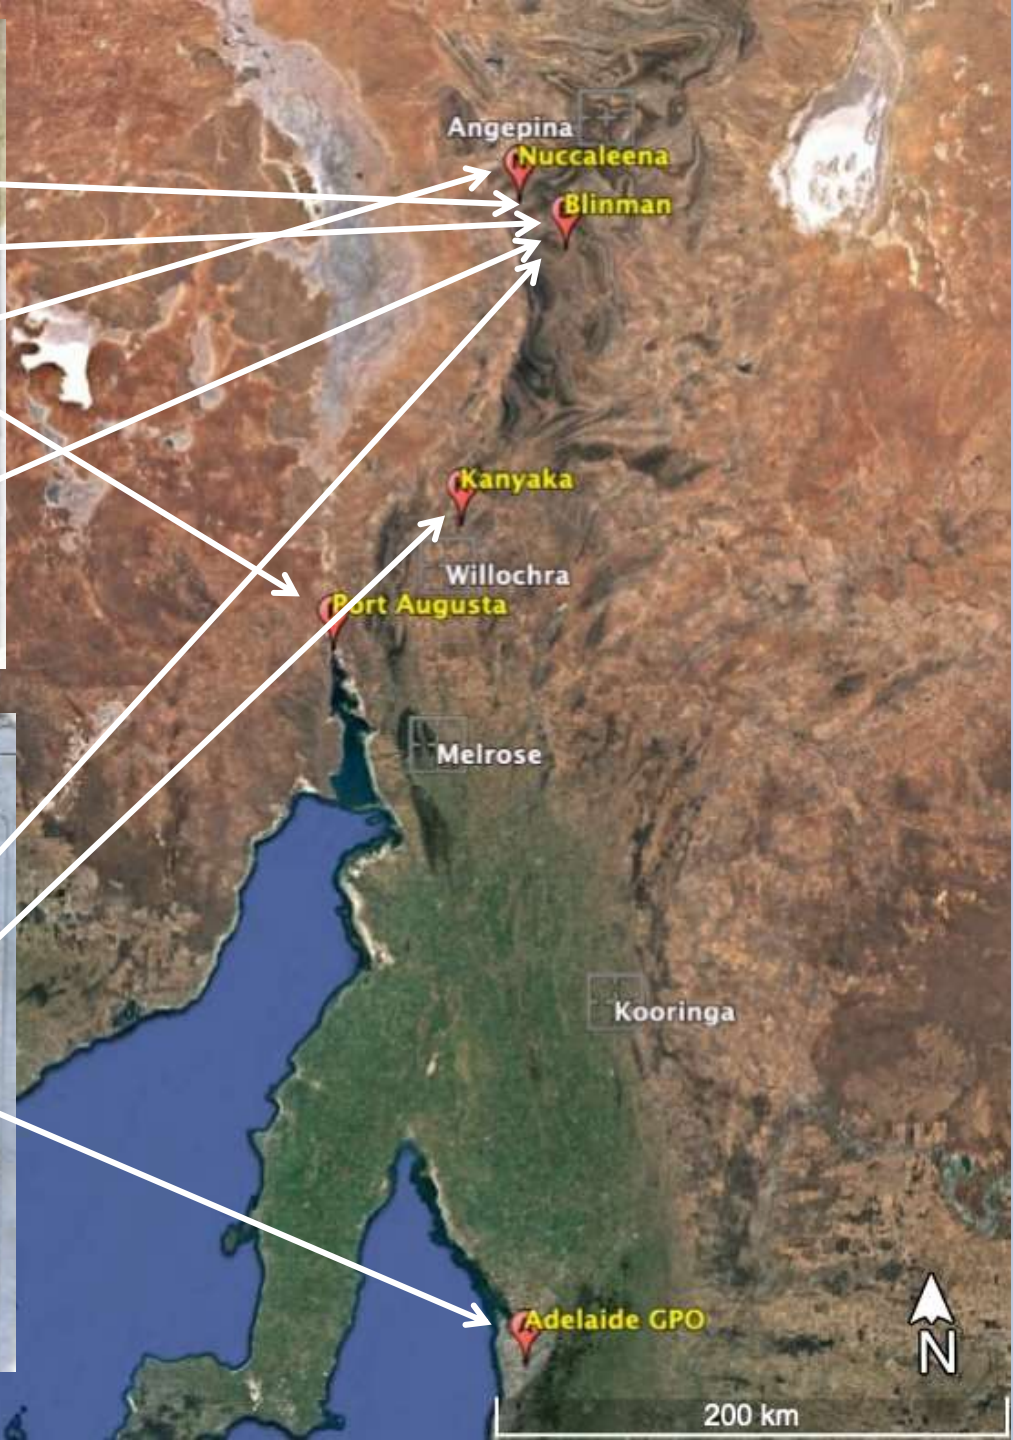 Angepina
Nuccaleena
Blinman
Kanyaka
Willochra
Port Augusta
Melrose
Kooringa
Adelaide GPO
N
200 km